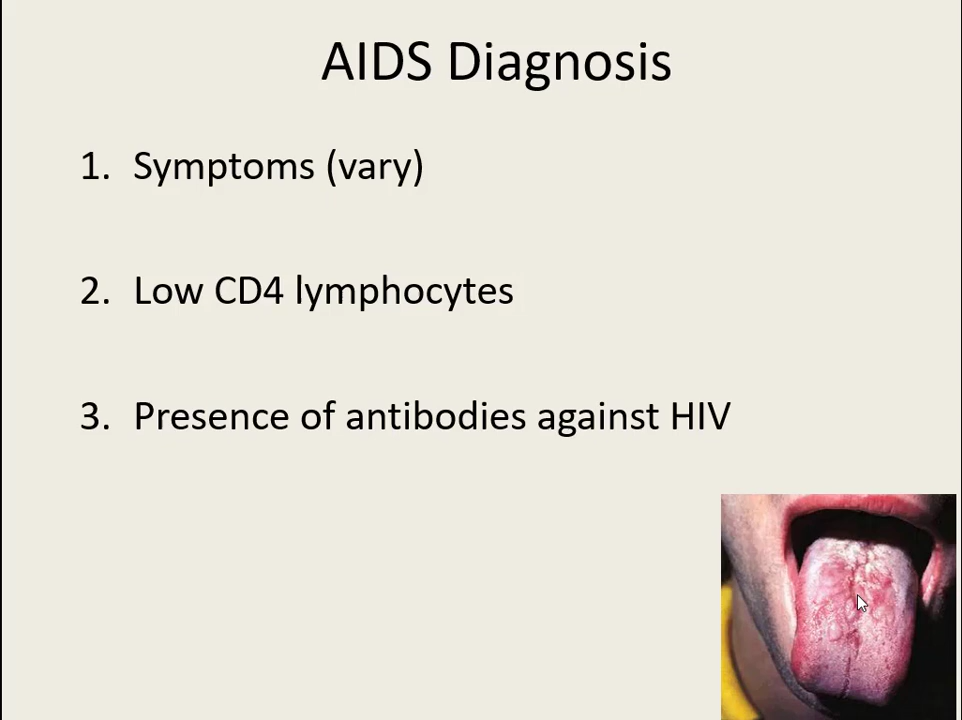 AIDS Diagnosis
1. Symptoms (vary)
2. Low CD4 lymphocytes
3. Presence of antibodies against HIV